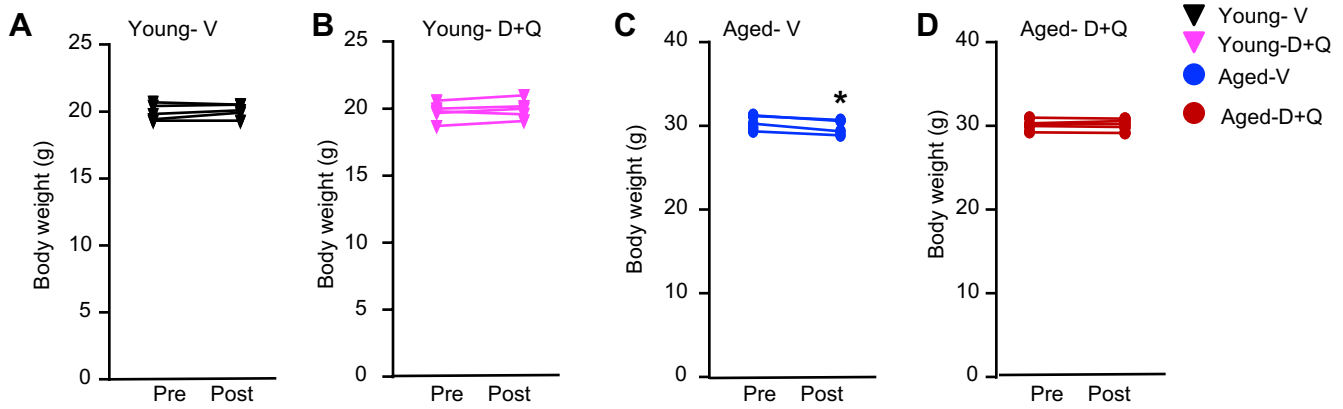 A
Young- V
Body weight (g)
25
20
15
10
5
0
Pre
Post
B
Young- D+Q
Body weight (g)
25
20
15
10
5
0
Pre
Post
C
Aged- V
Body weight (g)
40
30
20
10
0
*
Pre
Post
D
Aged- D+Q
Body weight (g)
40
30
20
10
0
Pre
Post
Young- V
Young-D+Q
Aged-V
Aged-D+Q